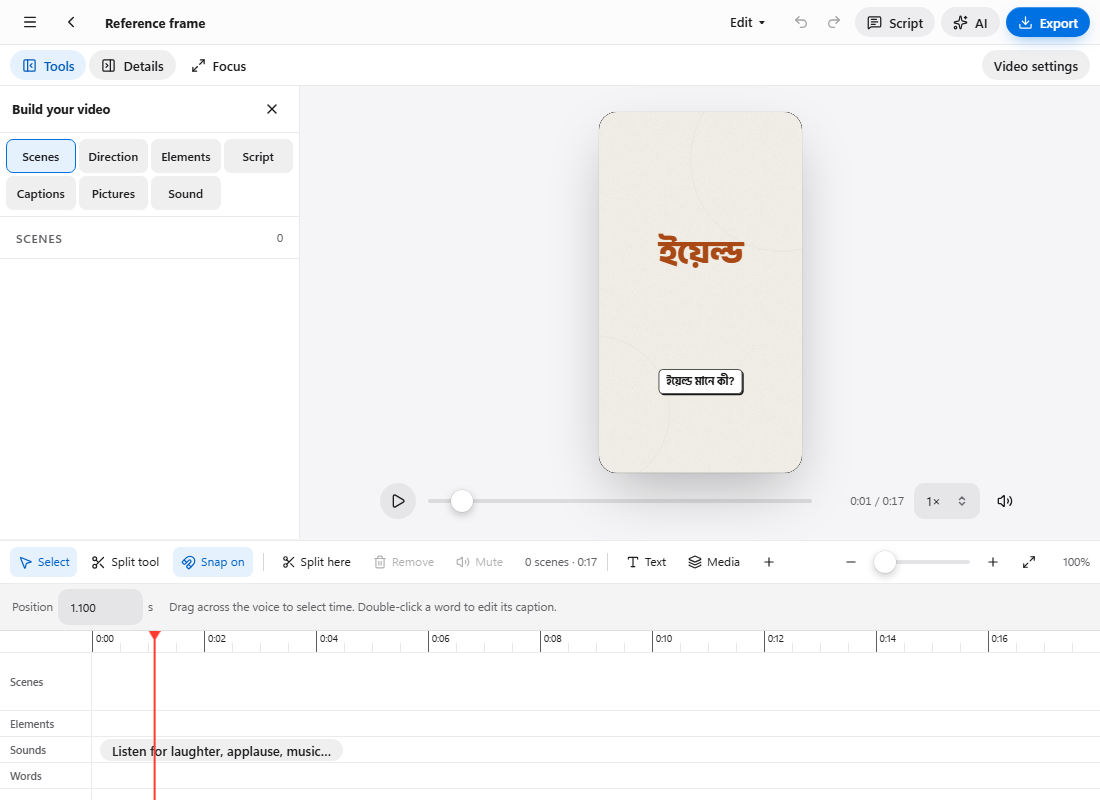 Reference frame
Edit
Script
AI
Export
Tools
Details
Focus
Video settings
Build your video
Scenes
Direction
Elements
Script
Captions
Pictures
Sound
SCENES
0
ইয়েল্ড
ইয়েল্ড মানে কী?
0:01 / 0:17
1×
Select
Split tool
Snap on
Split here
Remove
Mute
0 scenes · 0:17
Text
Media
100%
Position
1.100
s
Drag across the voice to select time. Double-click a word to edit its caption.
0:00
0:02
0:04
0:06
0:08
0:10
0:12
0:14
0:16
Scenes
Elements
Sounds
Listen for laughter, applause, music...
Words